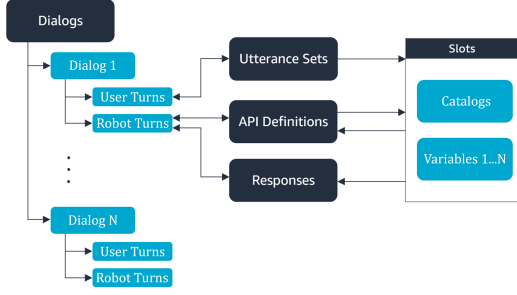 Dialogs
Dialog 1
User Turns
Robot Turns
Dialog N
User Turns
Robot Turns
Utterance Sets
API Definitions
Responses
Slots
Catalogs
Variables 1...N